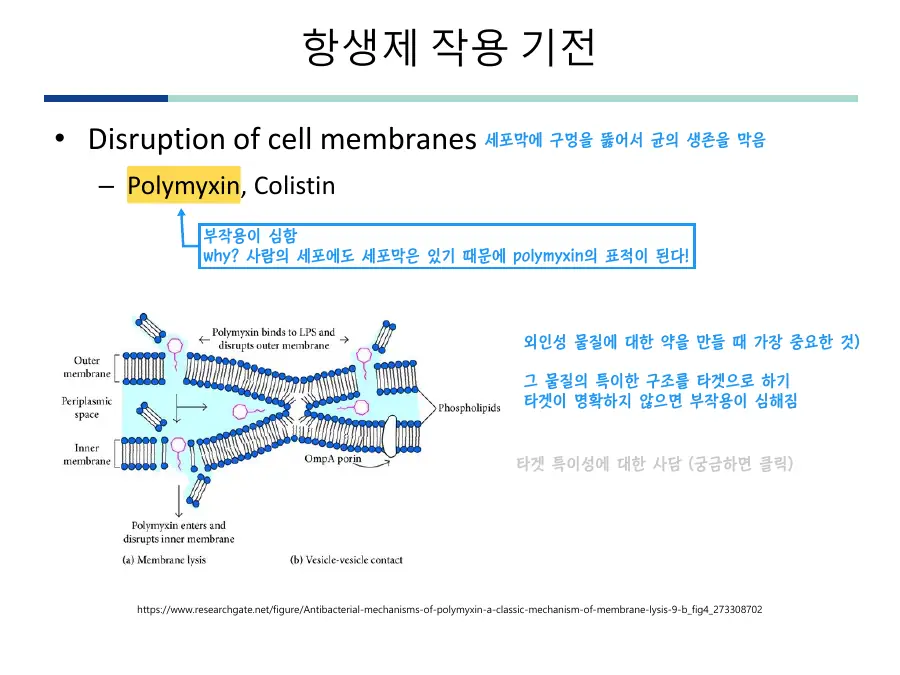 항생제 작용 기전
• Disruption of cell membranes 세포막에 구멍을 뚫어서 균의 생존을 막음
– Polymyxin, Colistin
부작용이 심함
why? 사람의 세포에도 세포막은 있기 때문에 polymyxin의 표적이 된다!
Polymyxin binds to LPS and
disrupts outer membrane
Outer
membrane
Periplasmic
space
Inner
membrane
Phospholipids
OmpA porin
Polymyxin enters and
disrupts inner membrane
(a) Membrane lysis
(b) Vesicle-vesicle contact
외인성 물질에 대한 약을 만들 때 가장 중요한 것)
그 물질의 특이한 구조를 타겟으로 하기
타겟이 명확하지 않으면 부작용이 심해짐
타겟 특이성에 대한 사담 (궁금하면 클릭)
https://www.researchgate.net/figure/Antibacterial-mechanisms-of-polymyxin-a-classic-mechanism-of-membrane-lysis-9-b_fig4_273308702